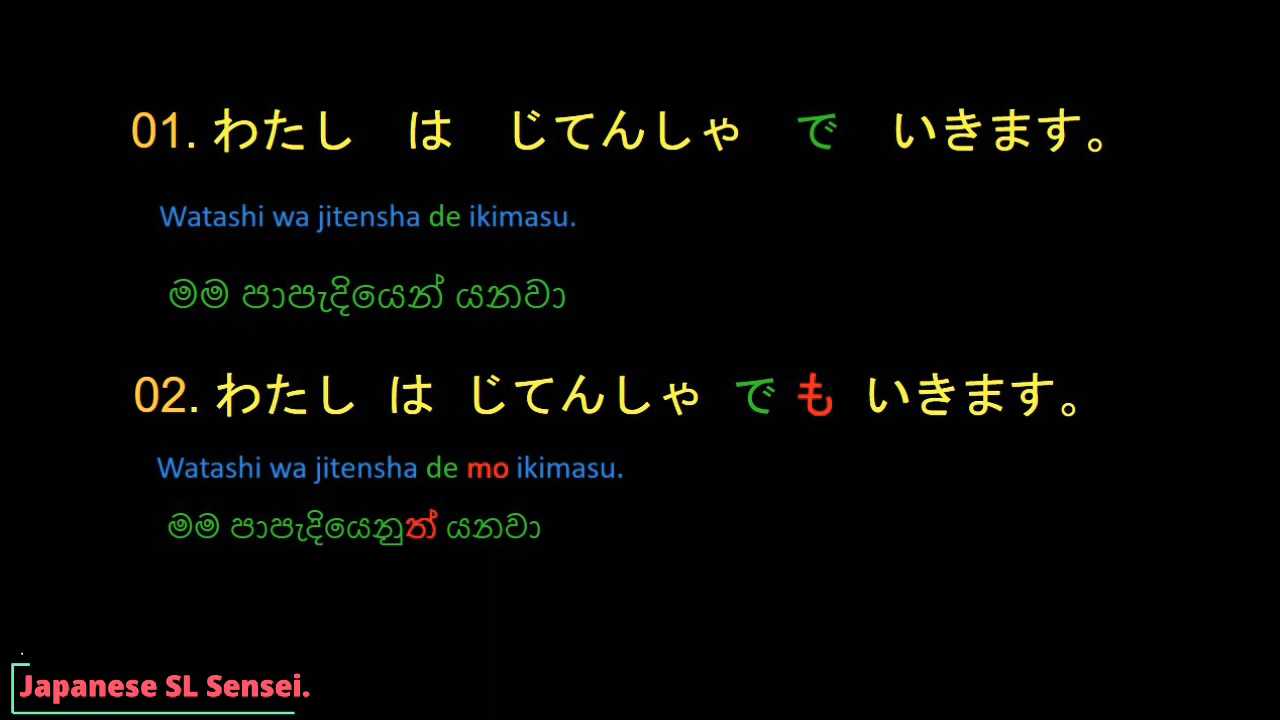 01. わたし　は　じてんしゃ　で　いきます。
Watashi wa jitensha de ikimasu.
මම පාපැදියෙන් යනවා
02. わたし は じてんしゃ で も いきます。
Watashi wa jitensha de mo ikimasu.
මම පාපැදියෙනුත් යනවා
Japanese SL Sensei.